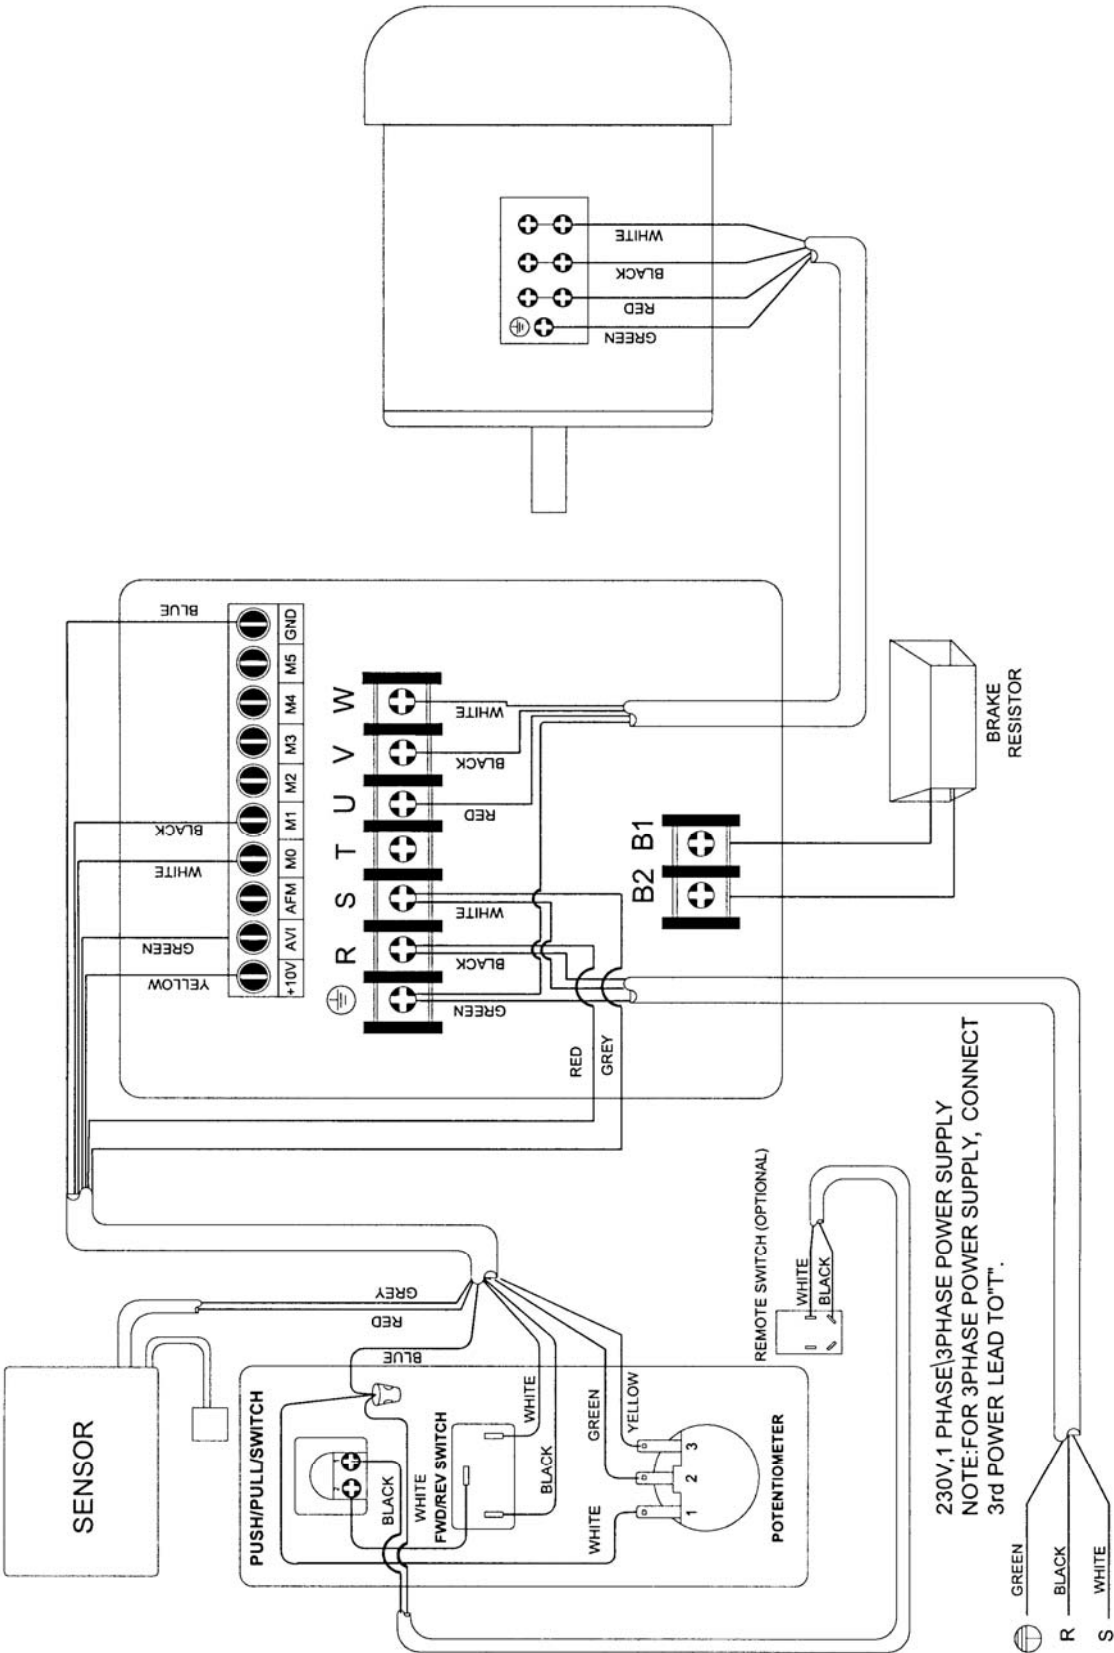 WHITE
BLACK
RED
GREEN
BLUE
BLACK
WHITE
GREEN
YELLOW
GND
M5
M4
M3
M2
M1
M0
AFM
AVI
+10V
W
V
U
T
S
R
WHITE
BLACK
RED
WHITE
BLACK
GREEN
B1
B2
BRAKE
RESISTOR
RED
GREY
SENSOR
GREY
RED
BLUE
PUSH/PULL/SWITCH
BLACK
WHITE
FWD/REV SWITCH
WHITE
BLACK
GREEN
YELLOW
WHITE
1
2
3
POTENTIOMETER
REMOTE SWITCH (OPTIONAL)
WHITE
BLACK
230V,1 PHASE\3PHASE POWER SUPPLY
NOTE:FOR 3PHASE POWER SUPPLY, CONNECT
3rd POWER LEAD TO"T".
GREEN
R BLACK
S WHITE